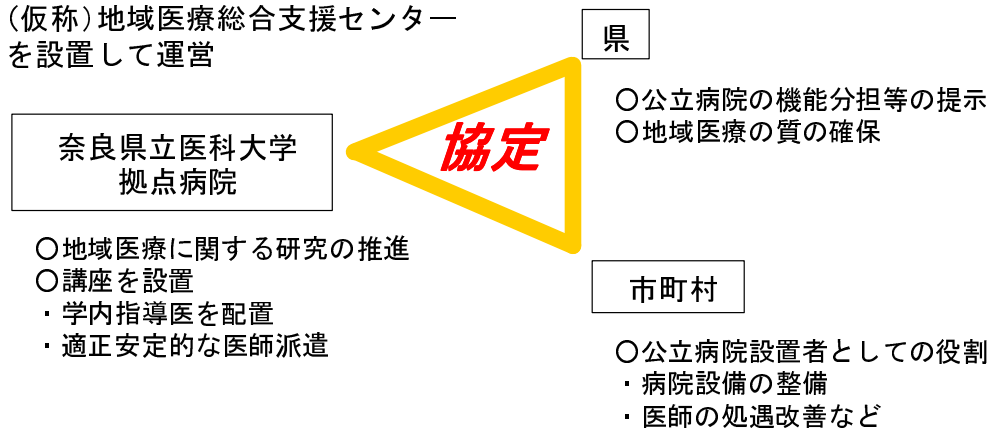 （仮称）地域医療総合支援センター
を設置して運営
県
〇公立病院の機能分担等の提示
〇地域医療の質の確保
協定
奈良県立医科大学
拠点病院
〇地域医療に関する研究の推進
〇講座を設置
・学内指導医を配置
・適正安定的な医師派遣
市町村
〇公立病院設置者としての役割
・病院設備の整備
・医師の処遇改善など